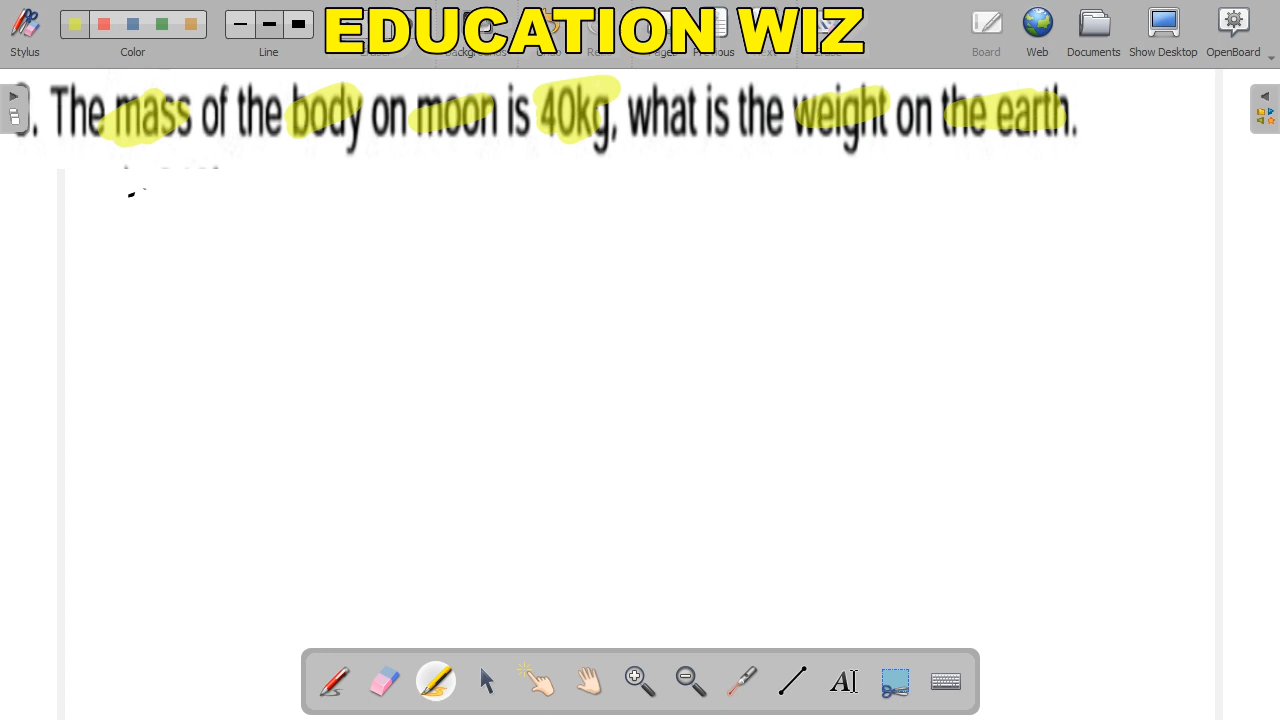 EDUCATION WIZ
Stylus
Color
Line
Board
Web
Documents
Show Desktop
OpenBoard
The mass of the body on moon is 40kg, what is the weight on the earth.
AI